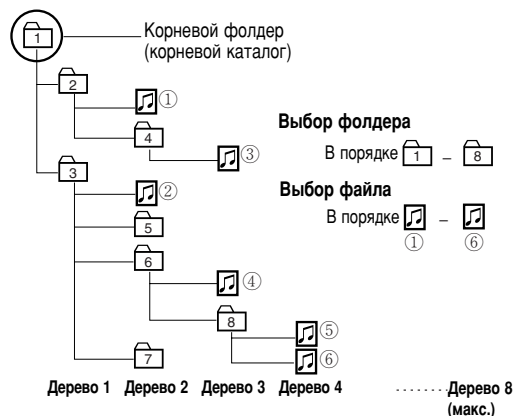 1
Корневой фолдер
(корневой каталог)
2
①
4
③
3
②
5
6
④
8
⑤
⑥
7
Выбор фолдера
В порядке 1 – 8
Выбор файла
В порядке –
① ⑥
Дерево 1 Дерево 2 Дерево 3 Дерево 4 ········Дерево 8
(макс.)